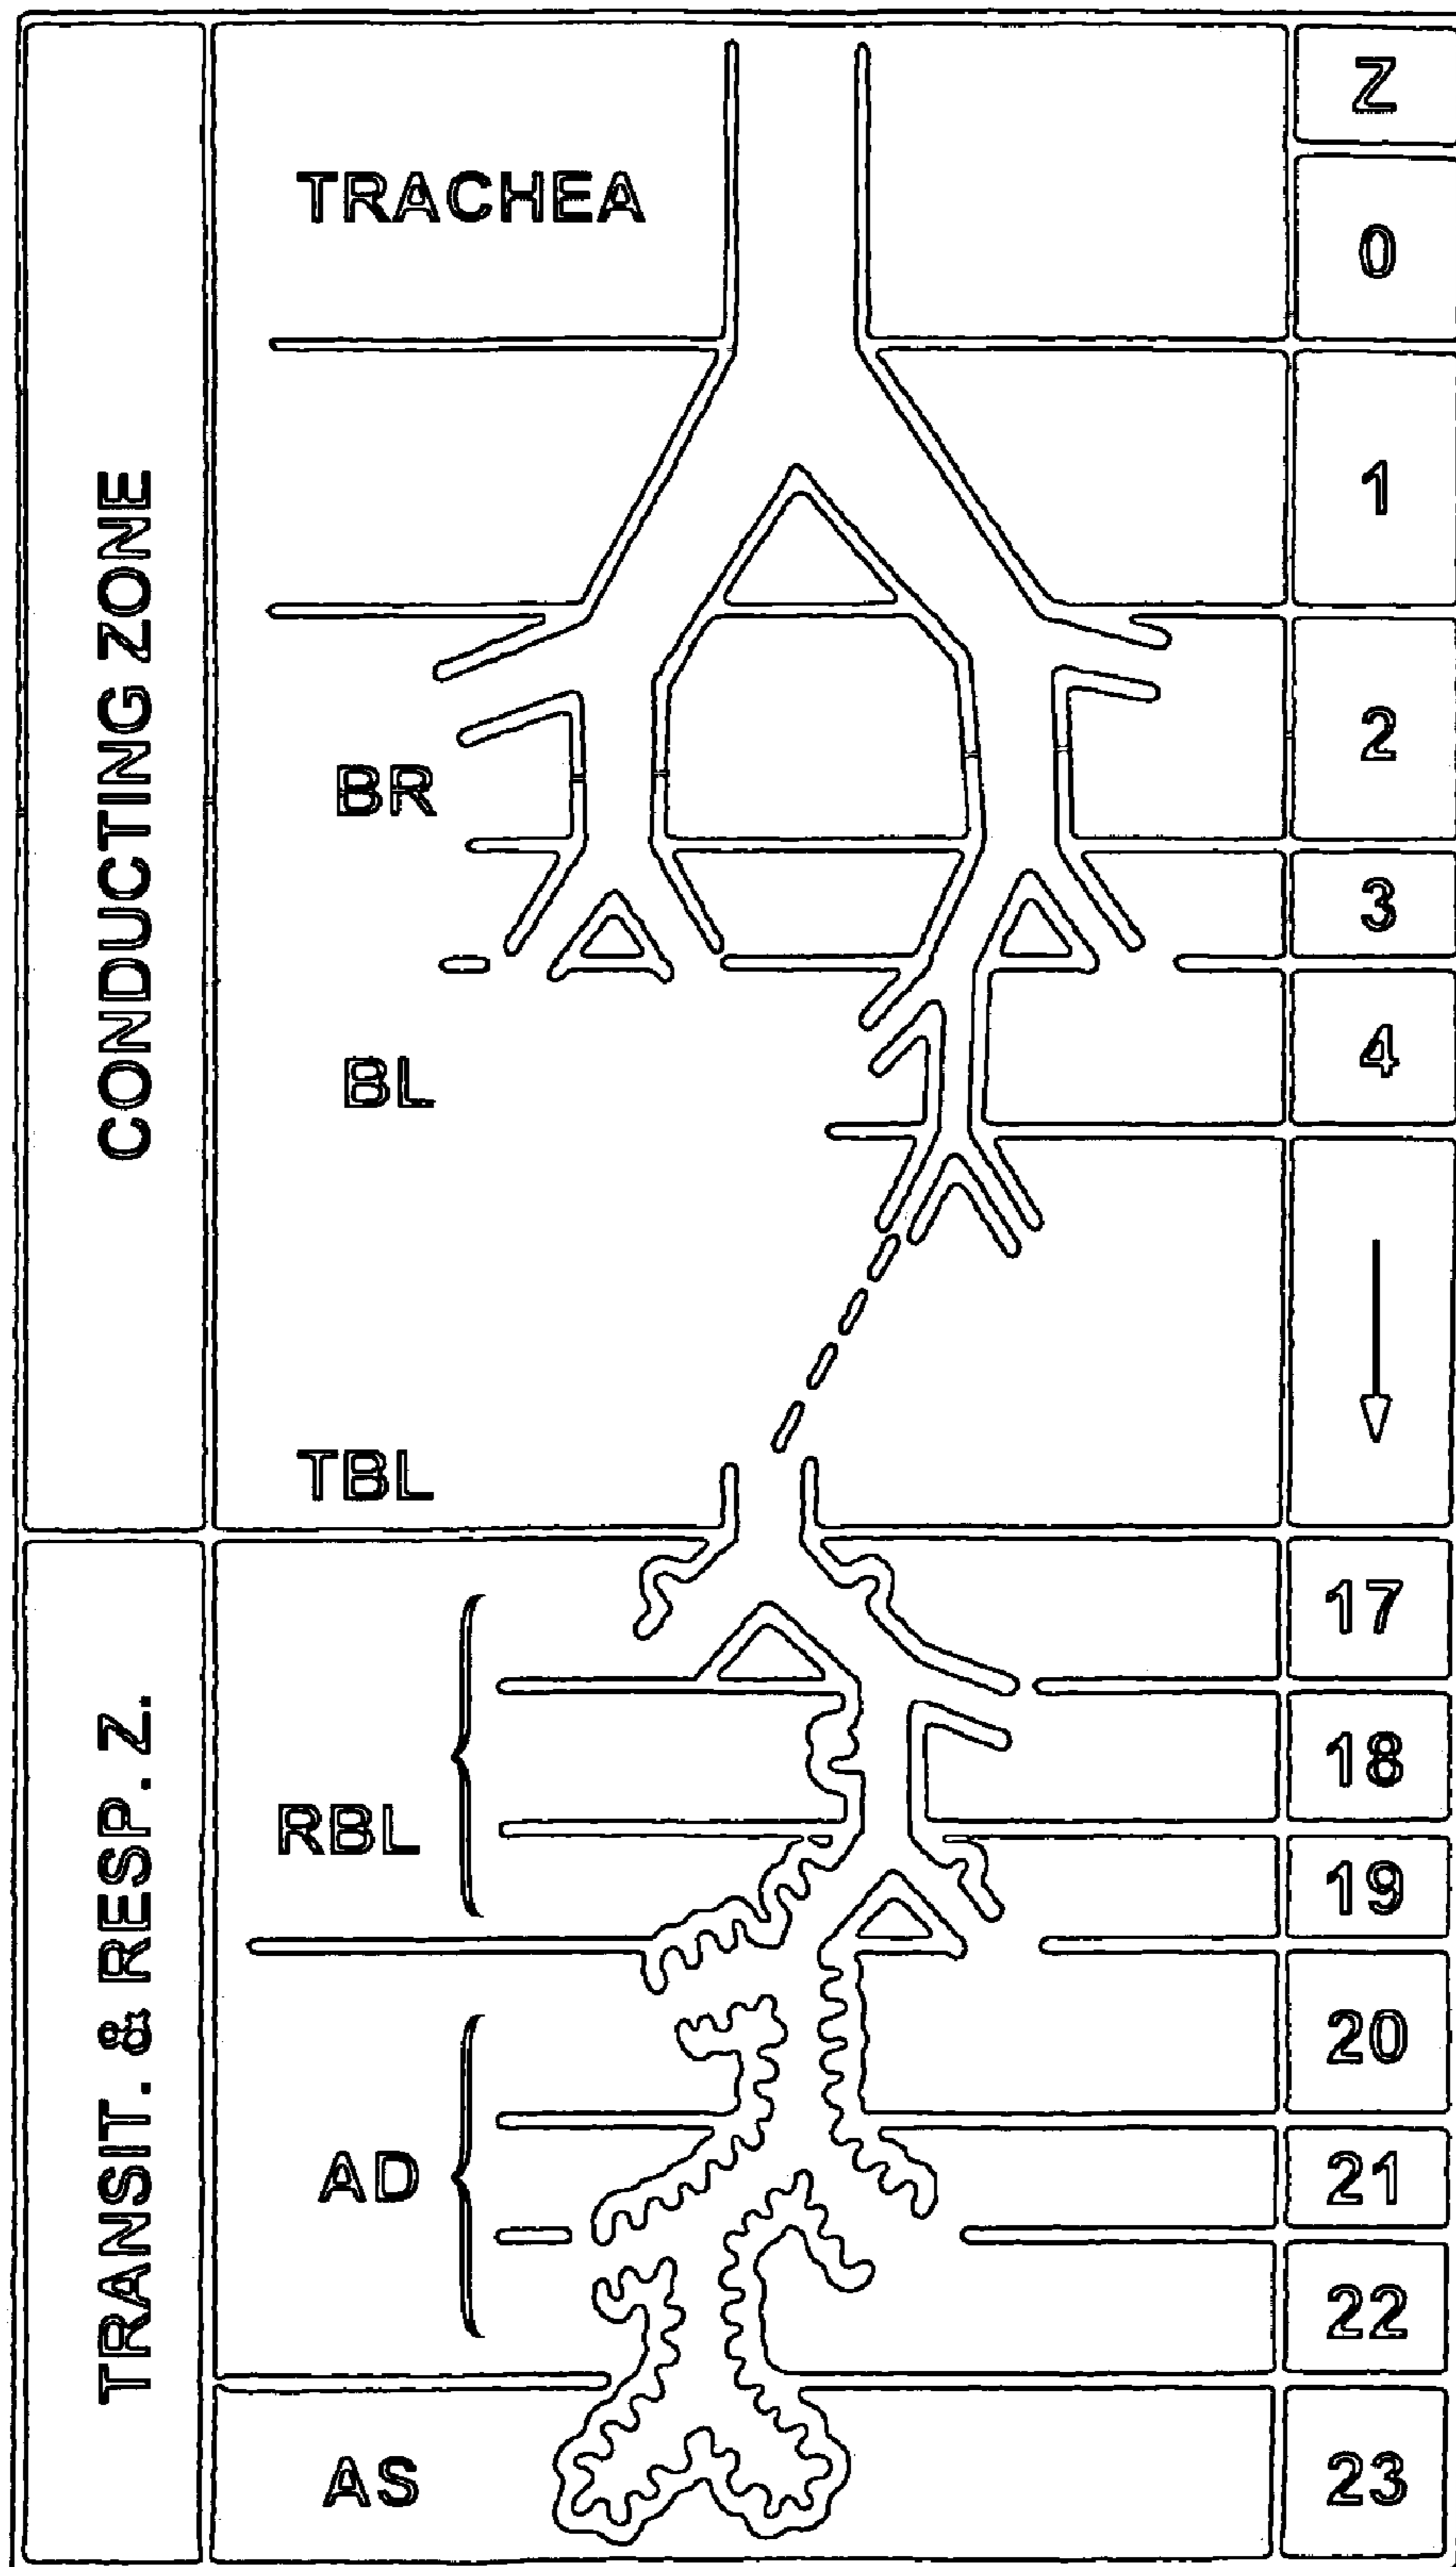 Z
TRACHEA
0
1
CONDUCTING ZONE
2
BR
3
4
BL
TBL
17
TRANSIT. & RESP. Z.
18
RBL
19
20
AD
21
22
AS
23